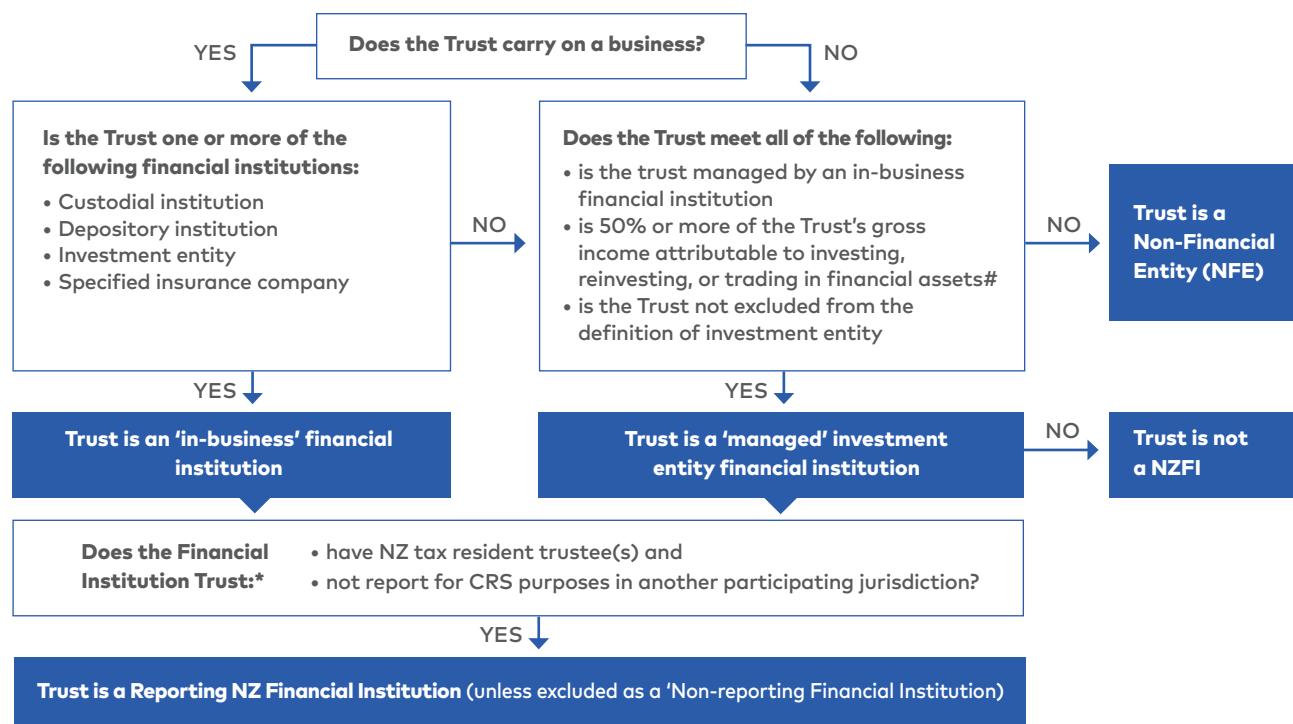 Does the Trust carry on a business?
YES
NO
Is the Trust one or more of the
following financial institutions:
• Custodial institution
• Depository institution
• Investment entity
• Specified insurance company
NO
Does the Trust meet all of the following:
• is the trust managed by an in-business
financial institution
• is 50% or more of the Trust’s gross
income attributable to investing,
reinvesting, or trading in financial assets#
• is the Trust not excluded from the
definition of investment entity
NO
Trust is a
Non-Financial
Entity (NFE)
YES
YES
Trust is an ‘in-business’ financial
institution
Trust is a ‘managed’ investment
entity financial institution
NO
Trust is not
a NZFI
Does the Financial
Institution Trust:*
• have NZ tax resident trustee(s) and
• not report for CRS purposes in another participating jurisdiction?
YES
Trust is a Reporting NZ Financial Institution (unless excluded as a ‘Non-reporting Financial Institution)